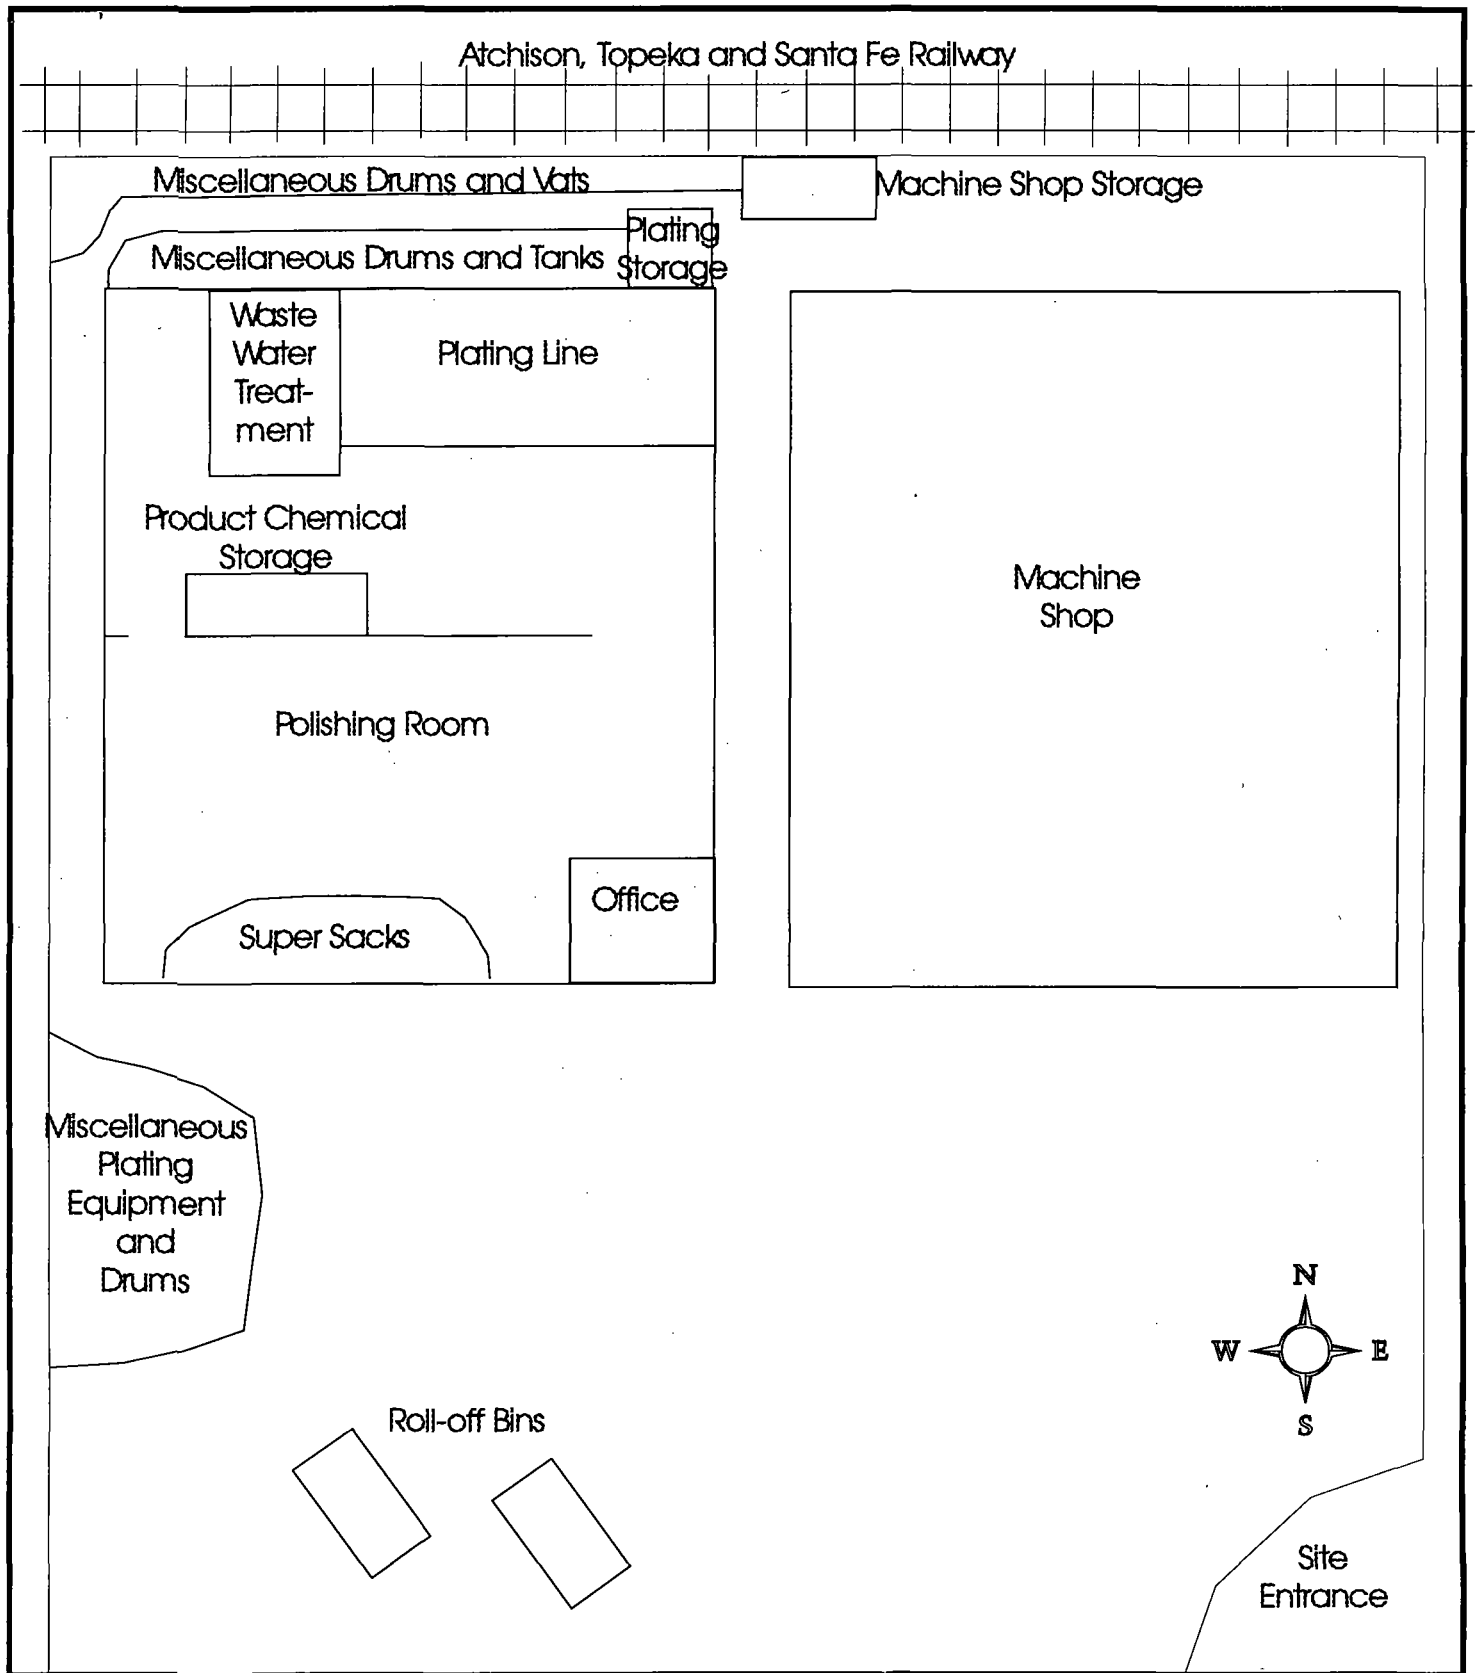 Atchison, Topeka and Santa Fe Railway
Miscellaneous Drums and Vats
Machine Shop Storage
Plating
Storage
Miscellaneous Drums and Tanks
Waste
Water
Treat-
ment
Plating Line
Product Chemical
Storage
Machine
Shop
Polishing Room
Office
Super Sacks
Miscellaneous
Plating
Equipment
and
Drums
N
W
E
S
Roll-off Bins
Site
Entrance